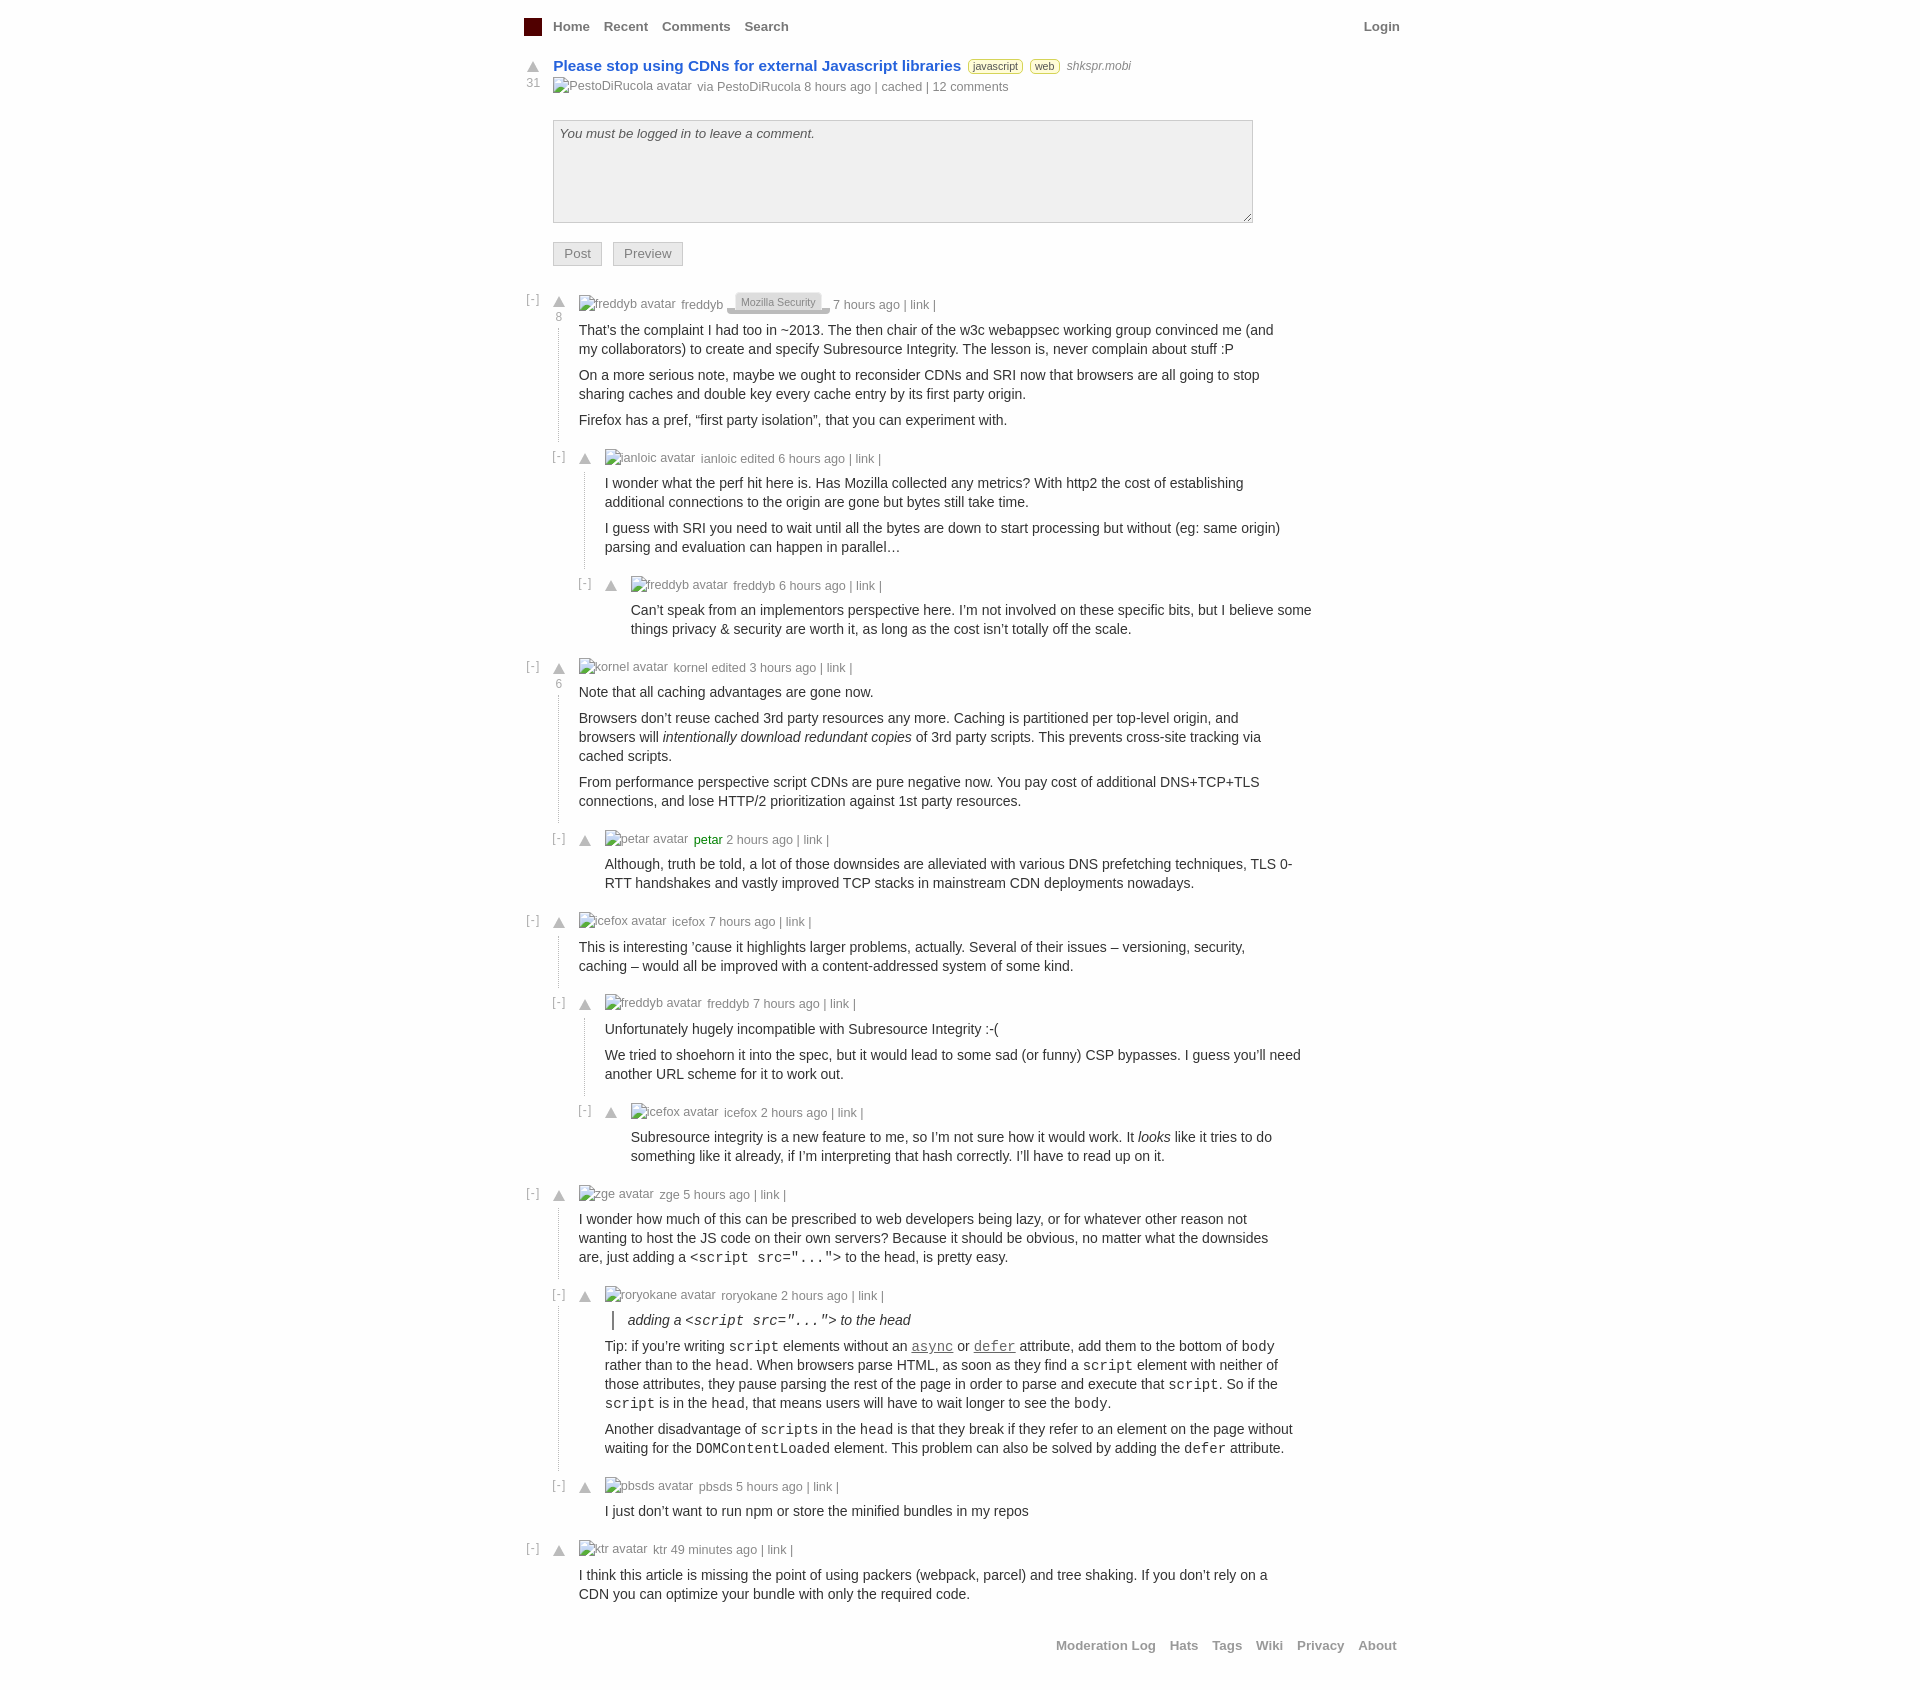 Home Recent Comments Search Login
Please stop using CDNs for external Javascript libraries javascript web shkspr.mobi
31
PestoDiRucola avatar via PestoDiRucola 8 hours ago | cached | 12 comments
You must be logged in to leave a comment.
Post Preview
[-] freddyb avatar freddyb Mozilla Security 7 hours ago | link |
8
That’s the complaint I had too in ~2013. The then chair of the w3c webappsec working group convinced me (and
my collaborators) to create and specify Subresource Integrity. The lesson is, never complain about stuff :P
On a more serious note, maybe we ought to reconsider CDNs and SRI now that browsers are all going to stop
sharing caches and double key every cache entry by its first party origin.
Firefox has a pref, “first party isolation”, that you can experiment with.
[-] ianloic avatar ianloic edited 6 hours ago | link |
I wonder what the perf hit here is. Has Mozilla collected any metrics? With http2 the cost of establishing
additional connections to the origin are gone but bytes still take time.
I guess with SRI you need to wait until all the bytes are down to start processing but without (eg: same origin)
parsing and evaluation can happen in parallel…
[-] freddyb avatar freddyb 6 hours ago | link |
Can’t speak from an implementors perspective here. I’m not involved on these specific bits, but I believe some
things privacy & security are worth it, as long as the cost isn’t totally off the scale.
[-] kornel avatar kornel edited 3 hours ago | link |
6
Note that all caching advantages are gone now.
Browsers don’t reuse cached 3rd party resources any more. Caching is partitioned per top-level origin, and
browsers will intentionally download redundant copies of 3rd party scripts. This prevents cross-site tracking via
cached scripts.
From performance perspective script CDNs are pure negative now. You pay cost of additional DNS+TCP+TLS
connections, and lose HTTP/2 prioritization against 1st party resources.
[-] petar avatar petar 2 hours ago | link |
Although, truth be told, a lot of those downsides are alleviated with various DNS prefetching techniques, TLS 0-
RTT handshakes and vastly improved TCP stacks in mainstream CDN deployments nowadays.
[-] icefox avatar icefox 7 hours ago | link |
This is interesting ’cause it highlights larger problems, actually. Several of their issues – versioning, security,
caching – would all be improved with a content-addressed system of some kind.
[-] freddyb avatar freddyb 7 hours ago | link |
Unfortunately hugely incompatible with Subresource Integrity :-(
We tried to shoehorn it into the spec, but it would lead to some sad (or funny) CSP bypasses. I guess you’ll need
another URL scheme for it to work out.
[-] icefox avatar icefox 2 hours ago | link |
Subresource integrity is a new feature to me, so I’m not sure how it would work. It looks like it tries to do
something like it already, if I’m interpreting that hash correctly. I’ll have to read up on it.
[-] zge avatar zge 5 hours ago | link |
I wonder how much of this can be prescribed to web developers being lazy, or for whatever other reason not
wanting to host the JS code on their own servers? Because it should be obvious, no matter what the downsides
are, just adding a <script src="..."> to the head, is pretty easy.
[-] roryokane avatar roryokane 2 hours ago | link |
adding a <script src="..."> to the head
Tip: if you’re writing script elements without an async or defer attribute, add them to the bottom of body
rather than to the head. When browsers parse HTML, as soon as they find a script element with neither of
those attributes, they pause parsing the rest of the page in order to parse and execute that script. So if the
script is in the head, that means users will have to wait longer to see the body.
Another disadvantage of scripts in the head is that they break if they refer to an element on the page without
waiting for the DOMContentLoaded element. This problem can also be solved by adding the defer attribute.
[-] pbsds avatar pbsds 5 hours ago | link |
I just don’t want to run npm or store the minified bundles in my repos
[-] ktr avatar ktr 49 minutes ago | link |
I think this article is missing the point of using packers (webpack, parcel) and tree shaking. If you don’t rely on a
CDN you can optimize your bundle with only the required code.
Moderation Log Hats Tags Wiki Privacy About